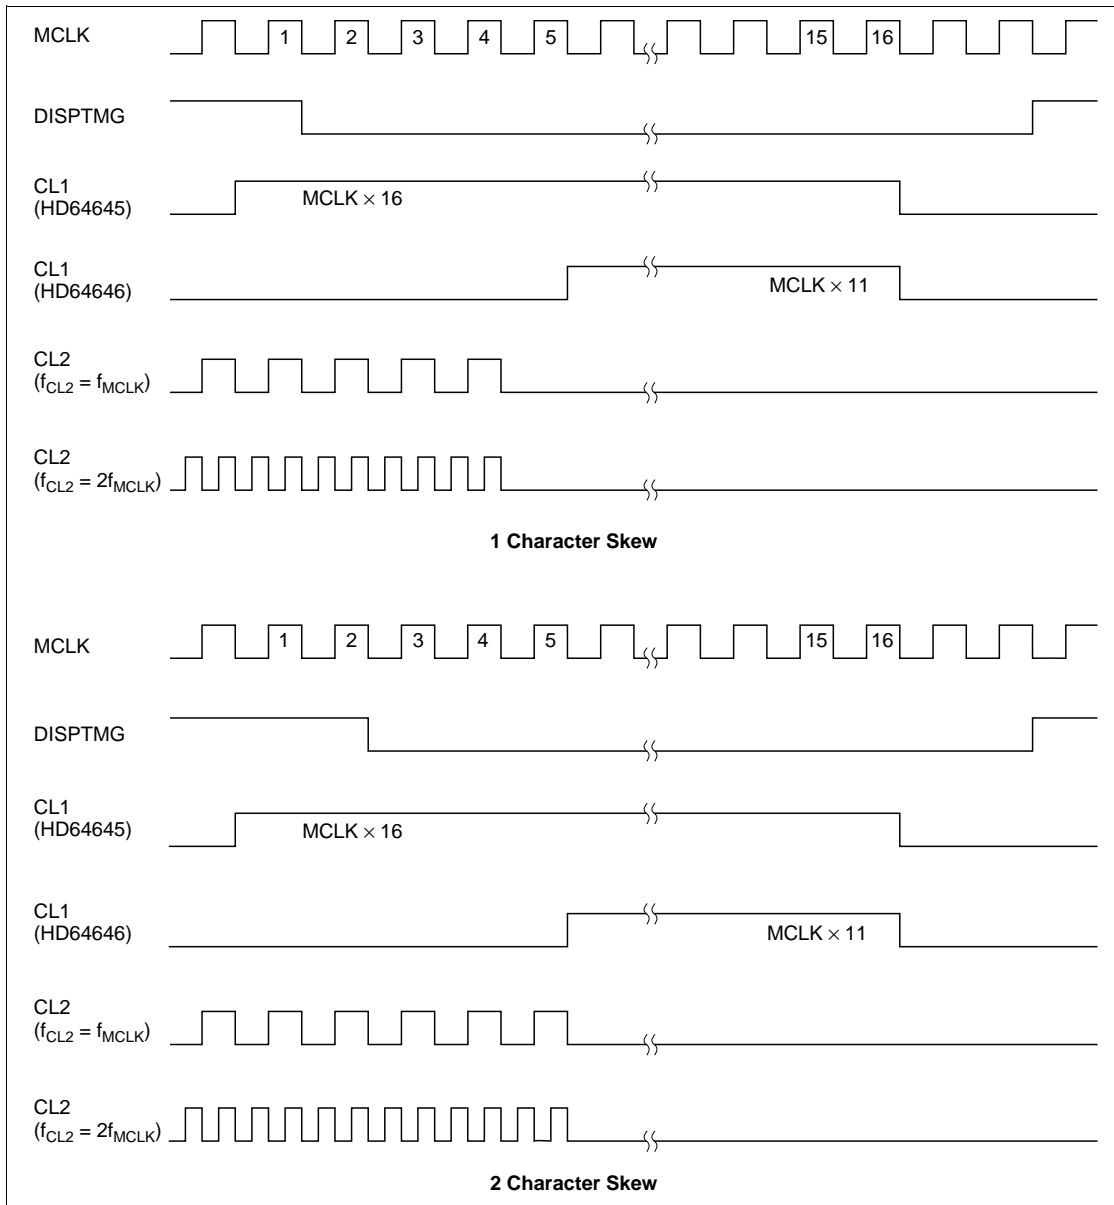 MCLK 1 2 3 4 5 15 16
DISPTMG
CL1
(HD64645)
MCLK × 16
CL1
(HD64646)
MCLK × 11
CL2
(fCL2 = fMCLK)
CL2
(fCL2 = 2fMCLK)
1 Character Skew
MCLK 1 2 3 4 5 15 16
DISPTMG
CL1
(HD64645)
MCLK × 16
CL1
(HD64646)
MCLK × 11
CL2
(fCL2 = fMCLK)
CL2
(fCL2 = 2fMCLK)
2 Character Skew